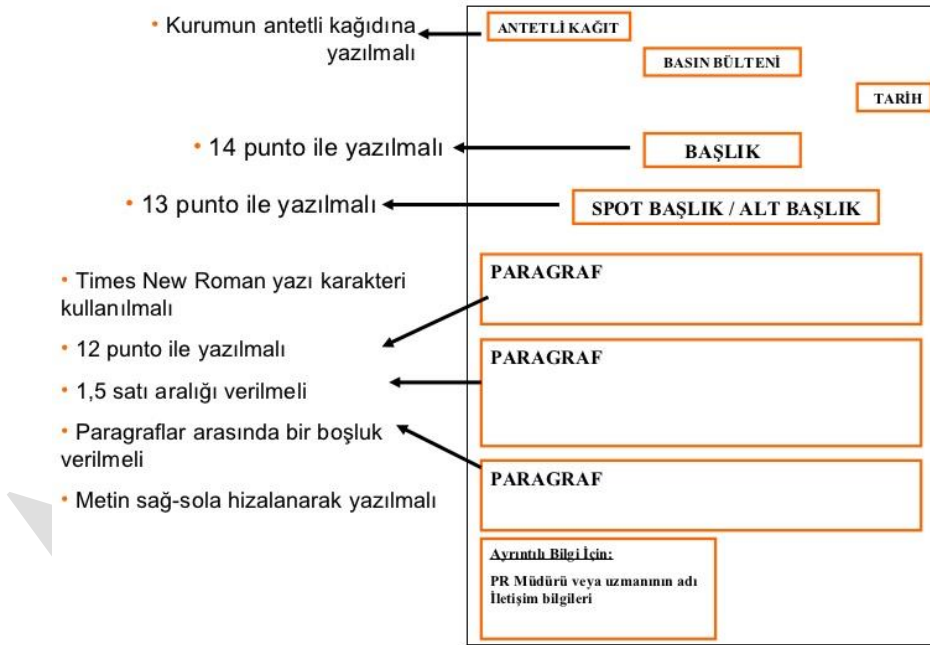 • Kurumun antetli kağıdına
yazılmalı
ANTETLİ KAĞIT
BASIN BÜLTENİ
TARİH
• 14 punto ile yazılmalı
BAŞLIK
• 13 punto ile yazılmalı
SPOT BAŞLIK / ALT BAŞLIK
• Times New Roman yazı karakteri
kullanılmalı
• 12 punto ile yazılmalı
• 1,5 satı aralığı verilmeli
• Paragraflar arasında bir boşluk
verilmeli
• Metin sağ-sola hizalanarak yazılmalı
PARAGRAF
PARAGRAF
PARAGRAF
Ayrıntılı Bilgi İçin:
PR Müdürü veya uzmanının adı
İletişim bilgileri